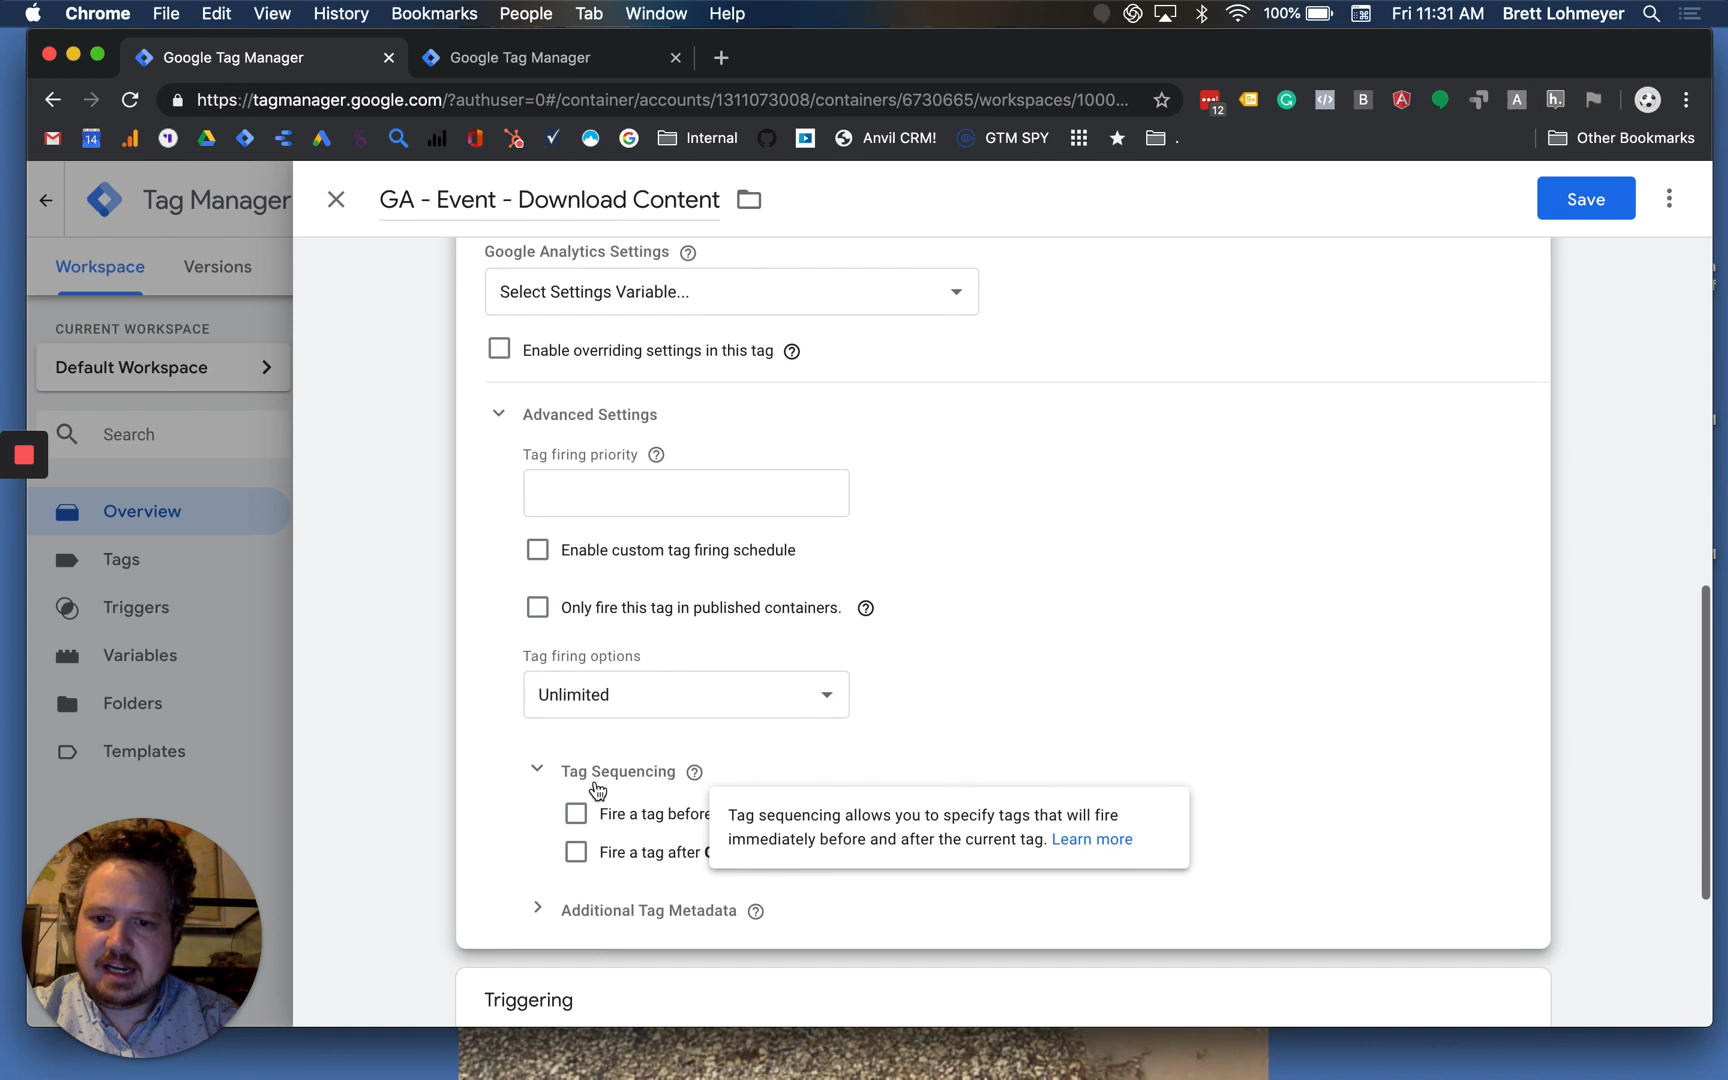 Chrome File Edit View History Bookmarks People Tab Window Help 100% Fri 11:31 AM Brett Lohmeyer
Google Tag Manager Google Tag Manager
https://tagmanager.google.com/?authuser=0#/container/accounts/1311073008/containers/6730665/workspaces/1000... 12
14 Internal Anvil CRM! GTM SPY . Other Bookmarks
Tag Manager GA - Event - Download Content Save
Workspace Versions
CURRENT WORKSPACE
Default Workspace
Search
Overview
Tags
Triggers
Variables
Folders
Templates
Google Analytics Settings
Select Settings Variable...
Enable overriding settings in this tag
Advanced Settings
Tag firing priority
Enable custom tag firing schedule
Only fire this tag in published containers.
Tag firing options
Unlimited
Tag Sequencing
Fire a tag before
Fire a tag after
Tag sequencing allows you to specify tags that will fire
immediately before and after the current tag. Learn more
Additional Tag Metadata
Triggering